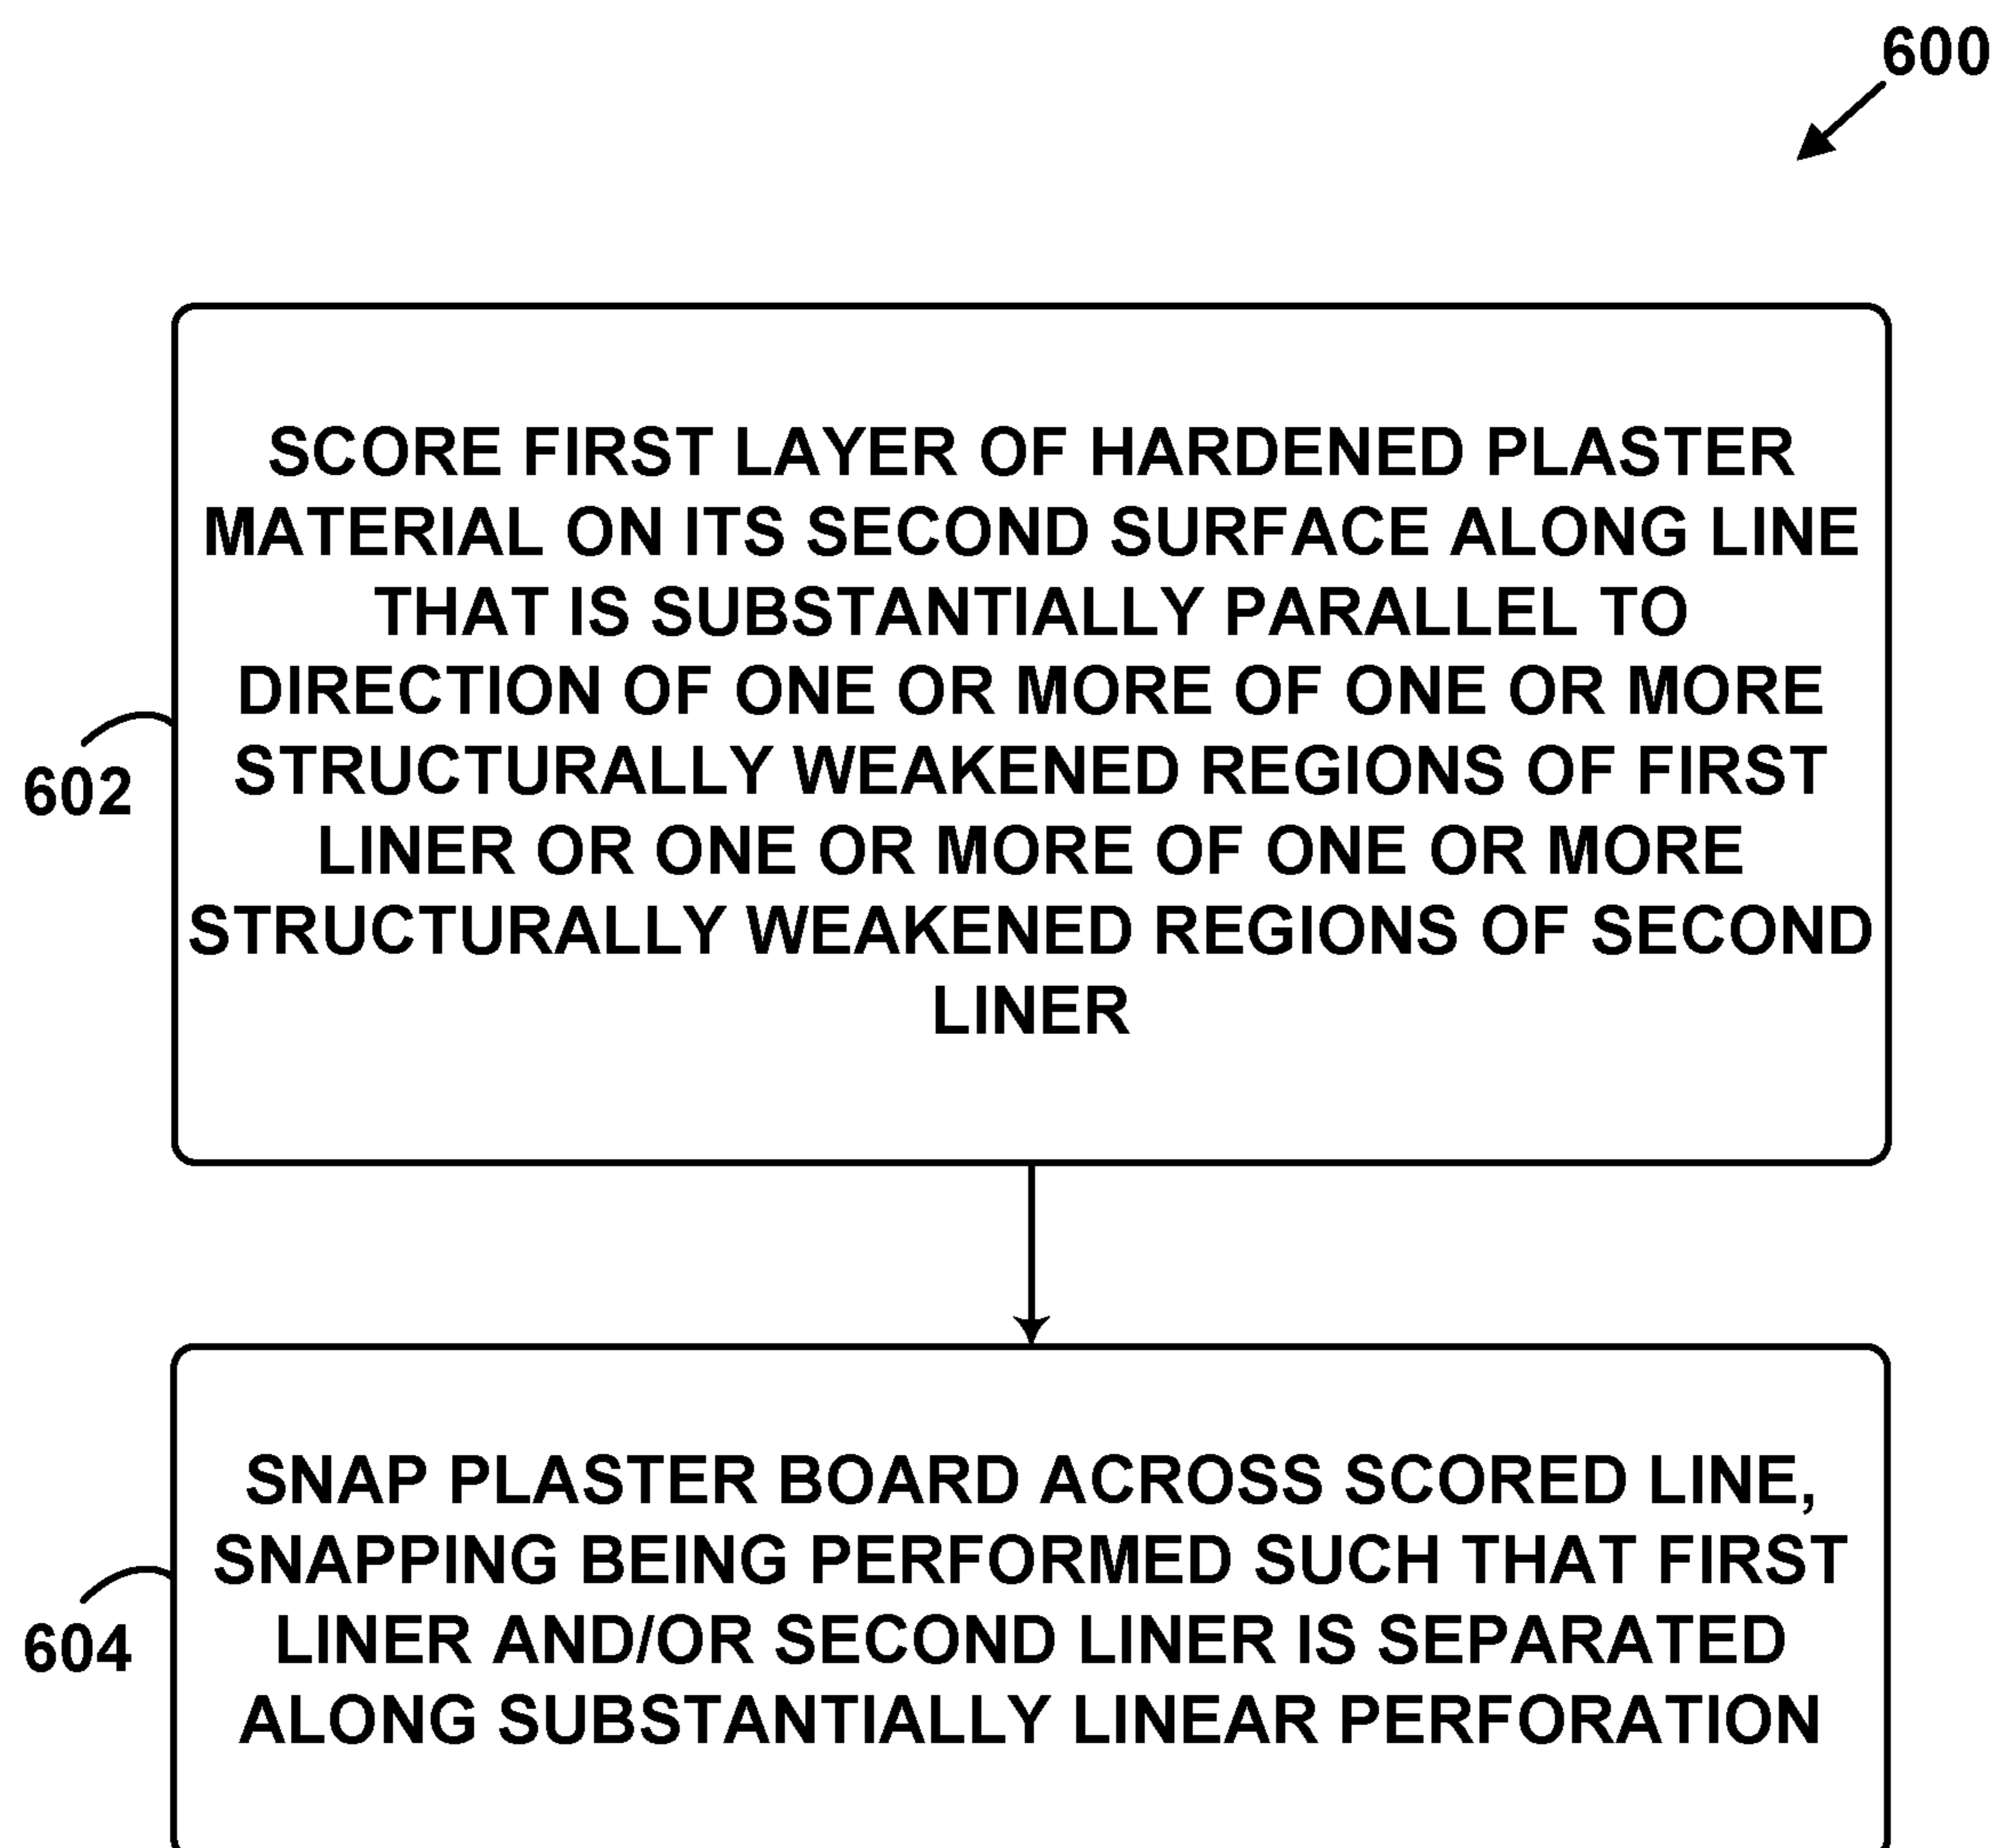 600
SCORE FIRST LAYER OF HARDENED PLASTER
MATERIAL ON ITS SECOND SURFACE ALONG LINE
THAT IS SUBSTANTIALLY PARALLEL TO
DIRECTION OF ONE OR MORE OF ONE OR MORE
STRUCTURALLY WEAKENED REGIONS OF FIRST
LINER OR ONE OR MORE OF ONE OR MORE
STRUCTURALLY WEAKENED REGIONS OF SECOND
LINER
602
SNAP PLASTER BOARD ACROSS SCORED LINE,
SNAPPING BEING PERFORMED SUCH THAT FIRST
LINER AND/OR SECOND LINER IS SEPARATED
ALONG SUBSTANTIALLY LINEAR PERFORATION
604